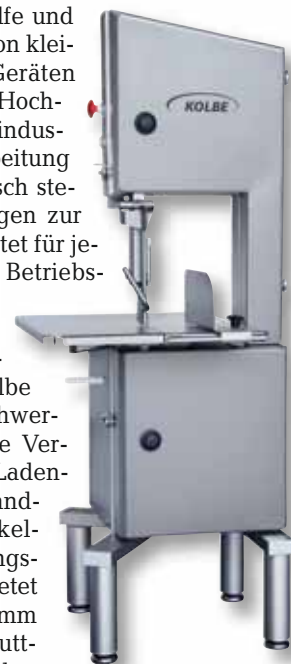 lfe und
on klei-
Geräten
Hoch-
indus-
beitung
sch ste-
gen zur
tet für je-
Betriebs-
KOLBE
-
lbe
hwer-
e Ver-
Laden-
and-
kel-
ngs-
etet
mm
utt-